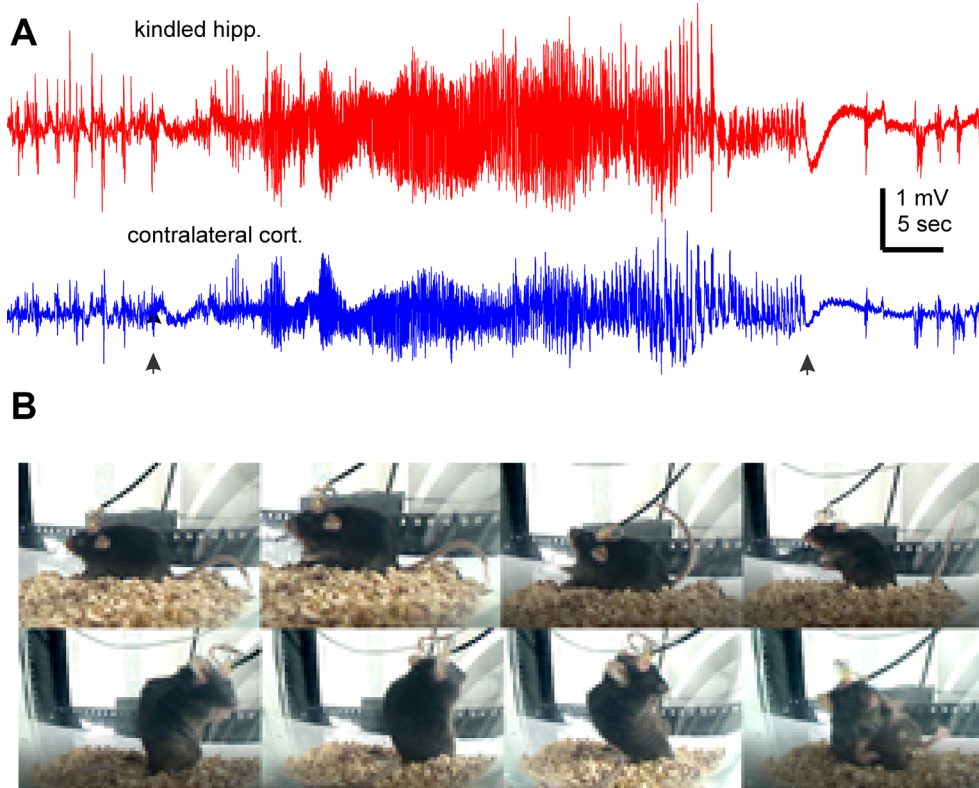 A
kindled hipp.
1 mV
5 sec
contralateral cort.
B